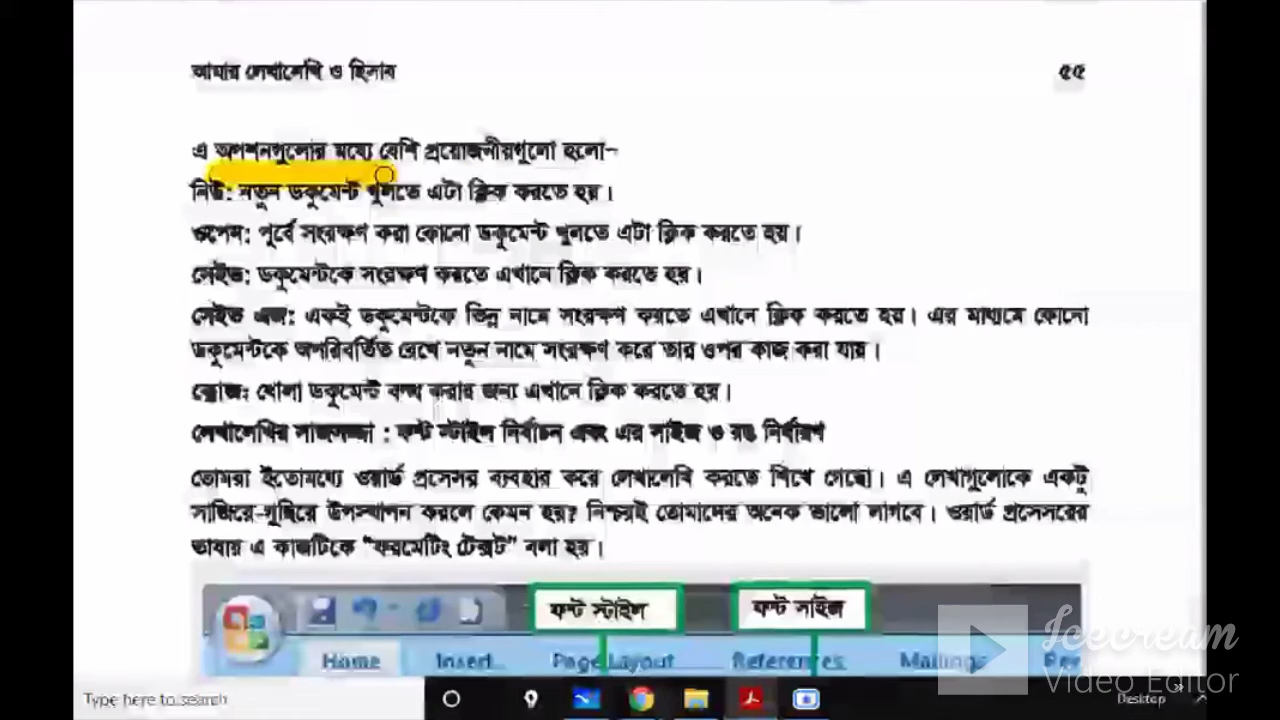 আমার লেখালেখি ও হিসাব
৫৫
এ অপশনগুলোর মধ্যে বেশি প্রয়োজনীয়গুলো হলো-
নিউ: নতুন ডকুমেন্ট খুলতে এটা ক্লিক করতে হয়।
ওপেন: পূর্বে সংরক্ষণ করা কোনো ডকুমেন্ট খুলতে এটা ক্লিক করতে হয়।
সেইভ: ডকুমেন্টকে সংরক্ষণ করতে এখানে ক্লিক করতে হয়।
সেইভ এজ: একই ডকুমেন্টকে ভিন্ন নামে সংরক্ষণ করতে এখানে ক্লিক করতে হয়। এর মাধ্যমে কোনো
ডকুমেন্টকে অপরিবর্তিত রেখে নতুন নামে সংরক্ষণ করে তার ওপর কাজ করা যায়।
ক্লোজ: খোলা ডকুমেন্ট বন্ধ করার জন্য এখানে ক্লিক করতে হয়।
লেখালেখির সাজসজ্জা : ফন্ট স্টাইল নির্বাচন এবং এর সাইজ ও রঙ নির্ধারণ
তোমরা ইতোমধ্যে ওয়ার্ড প্রসেসর ব্যবহার করে লেখালেখি করতে শিখে গেছো। এ লেখাগুলোকে একটু
সাজিয়ে-গুছিয়ে উপস্থাপন করলে কেমন হয়? নিশ্চয়ই তোমাদের অনেক ভালো লাগবে। ওয়ার্ড প্রসেসরের
ভাষায় এ কাজটিকে “ফরমেটিং টেক্সট” বলা হয়।
ফন্ট স্টাইল
ফন্ট সাইজ
Home Insert Page Layout References Mailings Rev
Icecream
Video Editor
Type here to search
Desktop